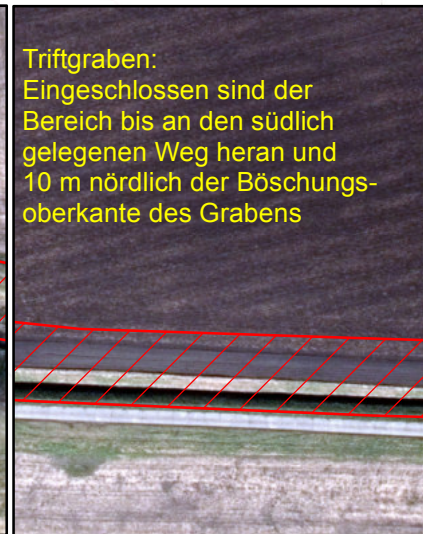 Triftgraben:
Eingeschlossen sind der
Bereich bis an den südlich
gelegenen Weg heran und
10 m nördlich der Böschungs-
oberkante des Grabens